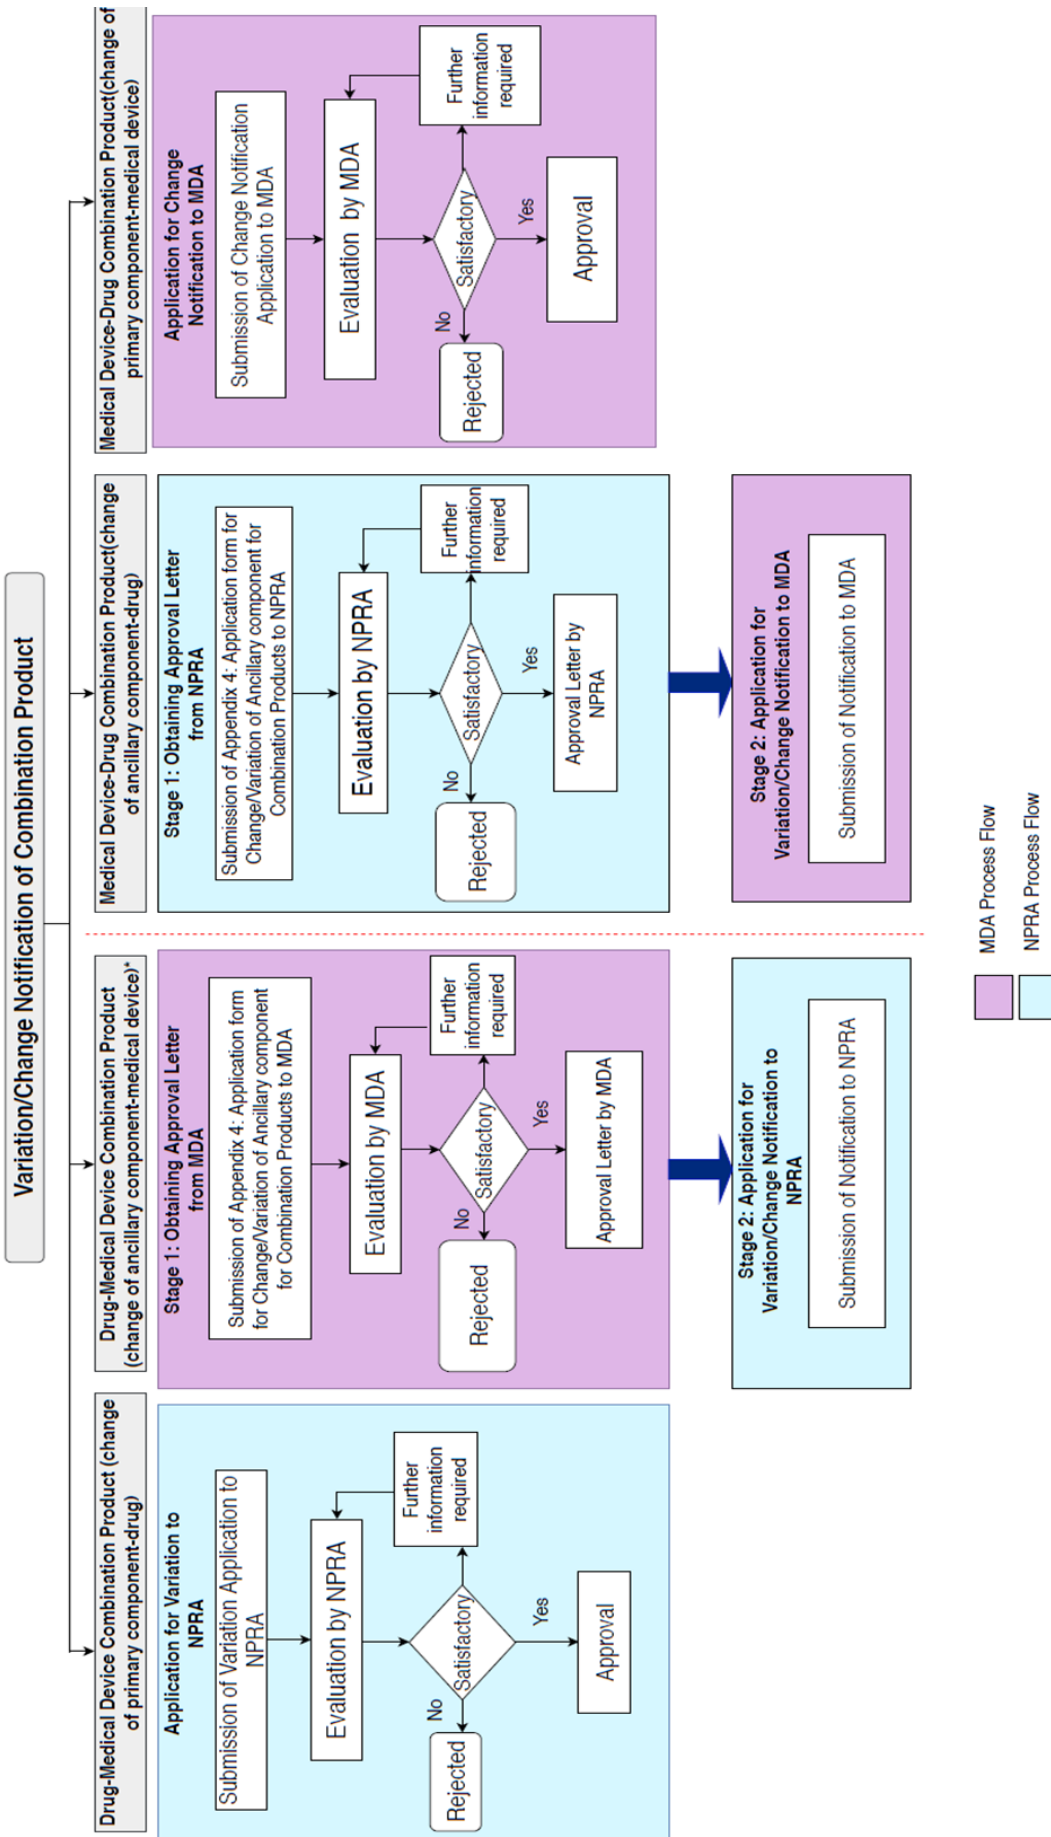 Variation/Change Notification of Combination Product
Drug-Medical Device Combination Product (change
of primary component-drug)
Application for Variation to
NPRA
Submission of Variation Application to
NPRA
Evaluation by NPRA
Further
information
required
Satisfactory
No
Rejected
Yes
Approval
Drug-Medical Device Combination Product
(change of ancillary component-medical device)*
Stage 1: Obtaining Approval Letter
from MDA
Submission of Appendix 4: Application form
for Change/Variation of Ancillary component
for Combination Products to MDA
Evaluation by MDA
Further
information
required
Satisfactory
No
Rejected
Yes
Approval Letter by MDA
Stage 2: Application for
Variation/Change Notification to
NPRA
Submission of Notification to NPRA
Medical Device-Drug Combination Product(change
of ancillary component-drug)
Stage 1: Obtaining Approval Letter
from NPRA
Submission of Appendix 4: Application form for
Change/Variation of Ancillary component for
Combination Products to NPRA
Evaluation by NPRA
Further
information
required
Satisfactory
No
Rejected
Yes
Approval Letter by
NPRA
Stage 2: Application for
Variation/Change Notification to MDA
Submission of Notification to MDA
Medical Device-Drug Combination Product(change of
primary component-medical device)
Application for Change
Notification to MDA
Submission of Change Notification
Application to MDA
Evaluation by MDA
Further
information
required
Satisfactory
No
Rejected
Yes
Approval
MDA Process Flow
NPRA Process Flow